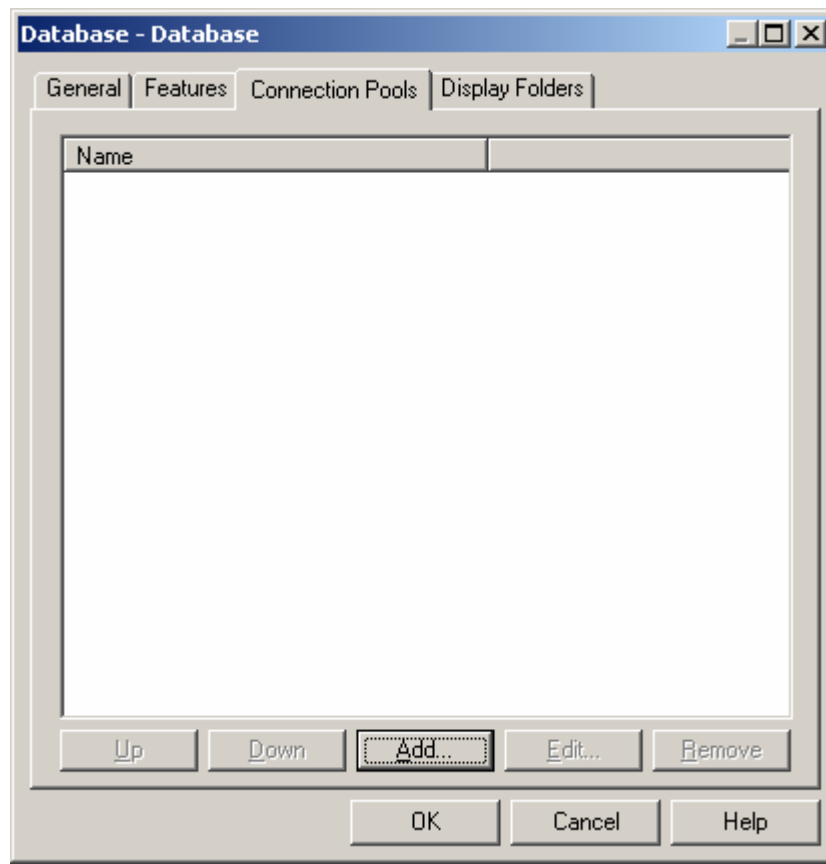 Database - Database
General Features Connection Pools Display Folders
Name
Up Down Add... Edit... Remove
OK Cancel Help